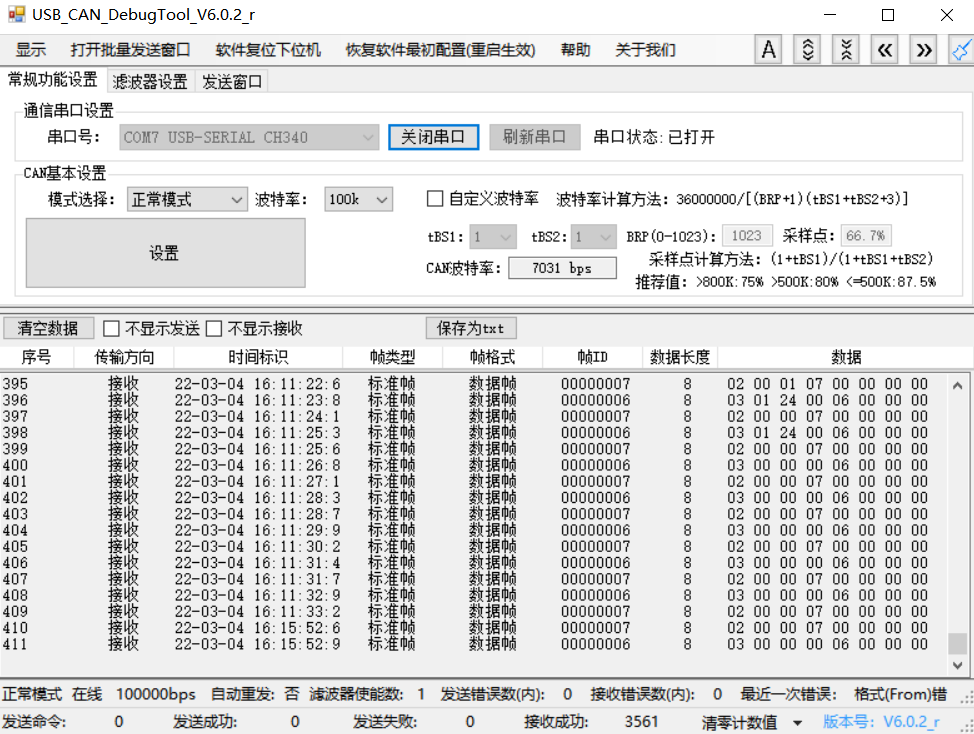 USB_CAN_DebugTool_V6.0.2_r
显示 打开批量发送窗口 软件复位下位机 恢复软件最初配置(重启生效) 帮助 关于我们 A
常规功能设置 滤波器设置 发送窗口
通信串口设置
串口号: COM7 USB-SERIAL CH340 关闭串口 刷新串口 串口状态: 已打开
CAN基本设置
模式选择: 正常模式 波特率: 100k 自定义波特率 波特率计算方法: 36000000/[(BRP+1)(tBS1+tBS2+3)]
设置
tBS1: 1 tBS2: 1 BRP(0-1023): 1023 采样点: 66.7%
采样点计算方法: (1+tBS1)/(1+tBS1+tBS2)
CAN波特率: 7031 bps
推荐值: >800K:75% >500K:80% <=500K:87.5%
清空数据 不显示发送 不显示接收 保存为txt
序号 传输方向 时间标识 帧类型 帧格式 帧ID 数据长度 数据
395 接收 22-03-04 16:11:22:6 标准帧 数据帧 00000007 8 02 00 01 07 00 00 00 00
396 接收 22-03-04 16:11:23:8 标准帧 数据帧 00000006 8 03 01 24 00 06 00 00 00
397 接收 22-03-04 16:11:24:1 标准帧 数据帧 00000007 8 02 00 00 07 00 00 00 00
398 接收 22-03-04 16:11:25:3 标准帧 数据帧 00000006 8 03 01 24 00 06 00 00 00
399 接收 22-03-04 16:11:25:6 标准帧 数据帧 00000007 8 02 00 00 07 00 00 00 00
400 接收 22-03-04 16:11:26:8 标准帧 数据帧 00000006 8 03 00 00 00 06 00 00 00
401 接收 22-03-04 16:11:27:1 标准帧 数据帧 00000007 8 02 00 00 07 00 00 00 00
402 接收 22-03-04 16:11:28:3 标准帧 数据帧 00000006 8 03 00 00 00 06 00 00 00
403 接收 22-03-04 16:11:28:7 标准帧 数据帧 00000007 8 02 00 00 07 00 00 00 00
404 接收 22-03-04 16:11:29:9 标准帧 数据帧 00000006 8 03 00 00 00 06 00 00 00
405 接收 22-03-04 16:11:30:2 标准帧 数据帧 00000007 8 02 00 00 07 00 00 00 00
406 接收 22-03-04 16:11:31:4 标准帧 数据帧 00000006 8 03 00 00 00 06 00 00 00
407 接收 22-03-04 16:11:31:7 标准帧 数据帧 00000007 8 02 00 00 07 00 00 00 00
408 接收 22-03-04 16:11:32:9 标准帧 数据帧 00000006 8 03 00 00 00 06 00 00 00
409 接收 22-03-04 16:11:33:2 标准帧 数据帧 00000007 8 02 00 00 07 00 00 00 00
410 接收 22-03-04 16:15:52:6 标准帧 数据帧 00000007 8 02 00 00 07 00 00 00 00
411 接收 22-03-04 16:15:52:9 标准帧 数据帧 00000006 8 03 00 00 00 06 00 00 00
正常模式 在线 100000bps 自动重发: 否 滤波器使能数: 1 发送错误数(内): 0 接收错误数(内): 0 最近一次错误: 格式(From)错
发送命令: 0 发送成功: 0 发送失败: 0 接收成功: 3561 清零计数值 版本号: V6.0.2_r